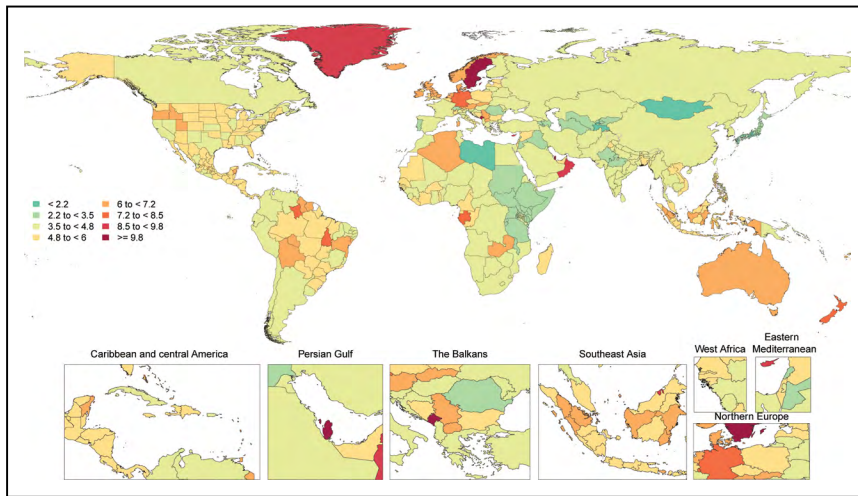 < 2.2
2.2 to < 3.5
3.5 to < 4.8
4.8 to < 6
6 to < 7.2
7.2 to < 8.5
8.5 to < 9.8
>= 9.8
Caribbean and central America
Persian Gulf
The Balkans
Southeast Asia
West Africa
Eastern
Mediterranean
Northern Europe